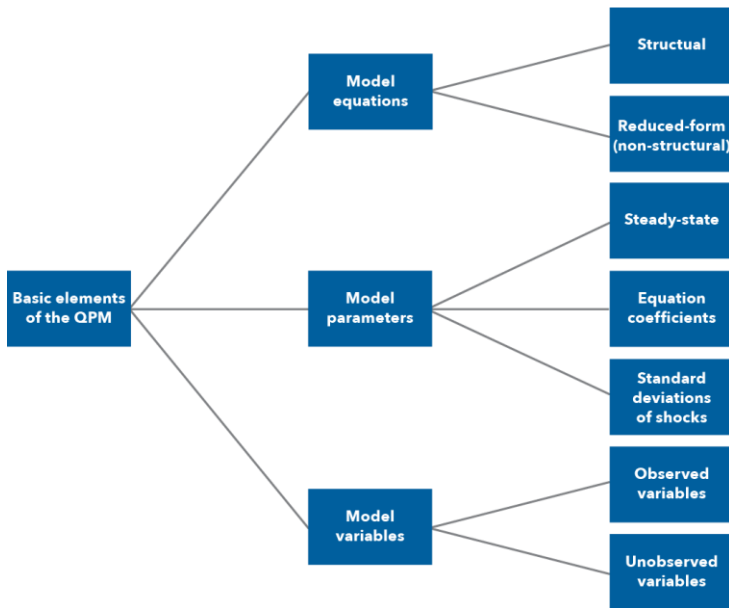 Structual
Model
equations
Reduced-form
(non-structural)
Steady-state
Basic elements
of the QPM
Model
parameters
Equation
coefficients
Standard
deviations
of shocks
Observed
variables
Model
variables
Unobserved
variables